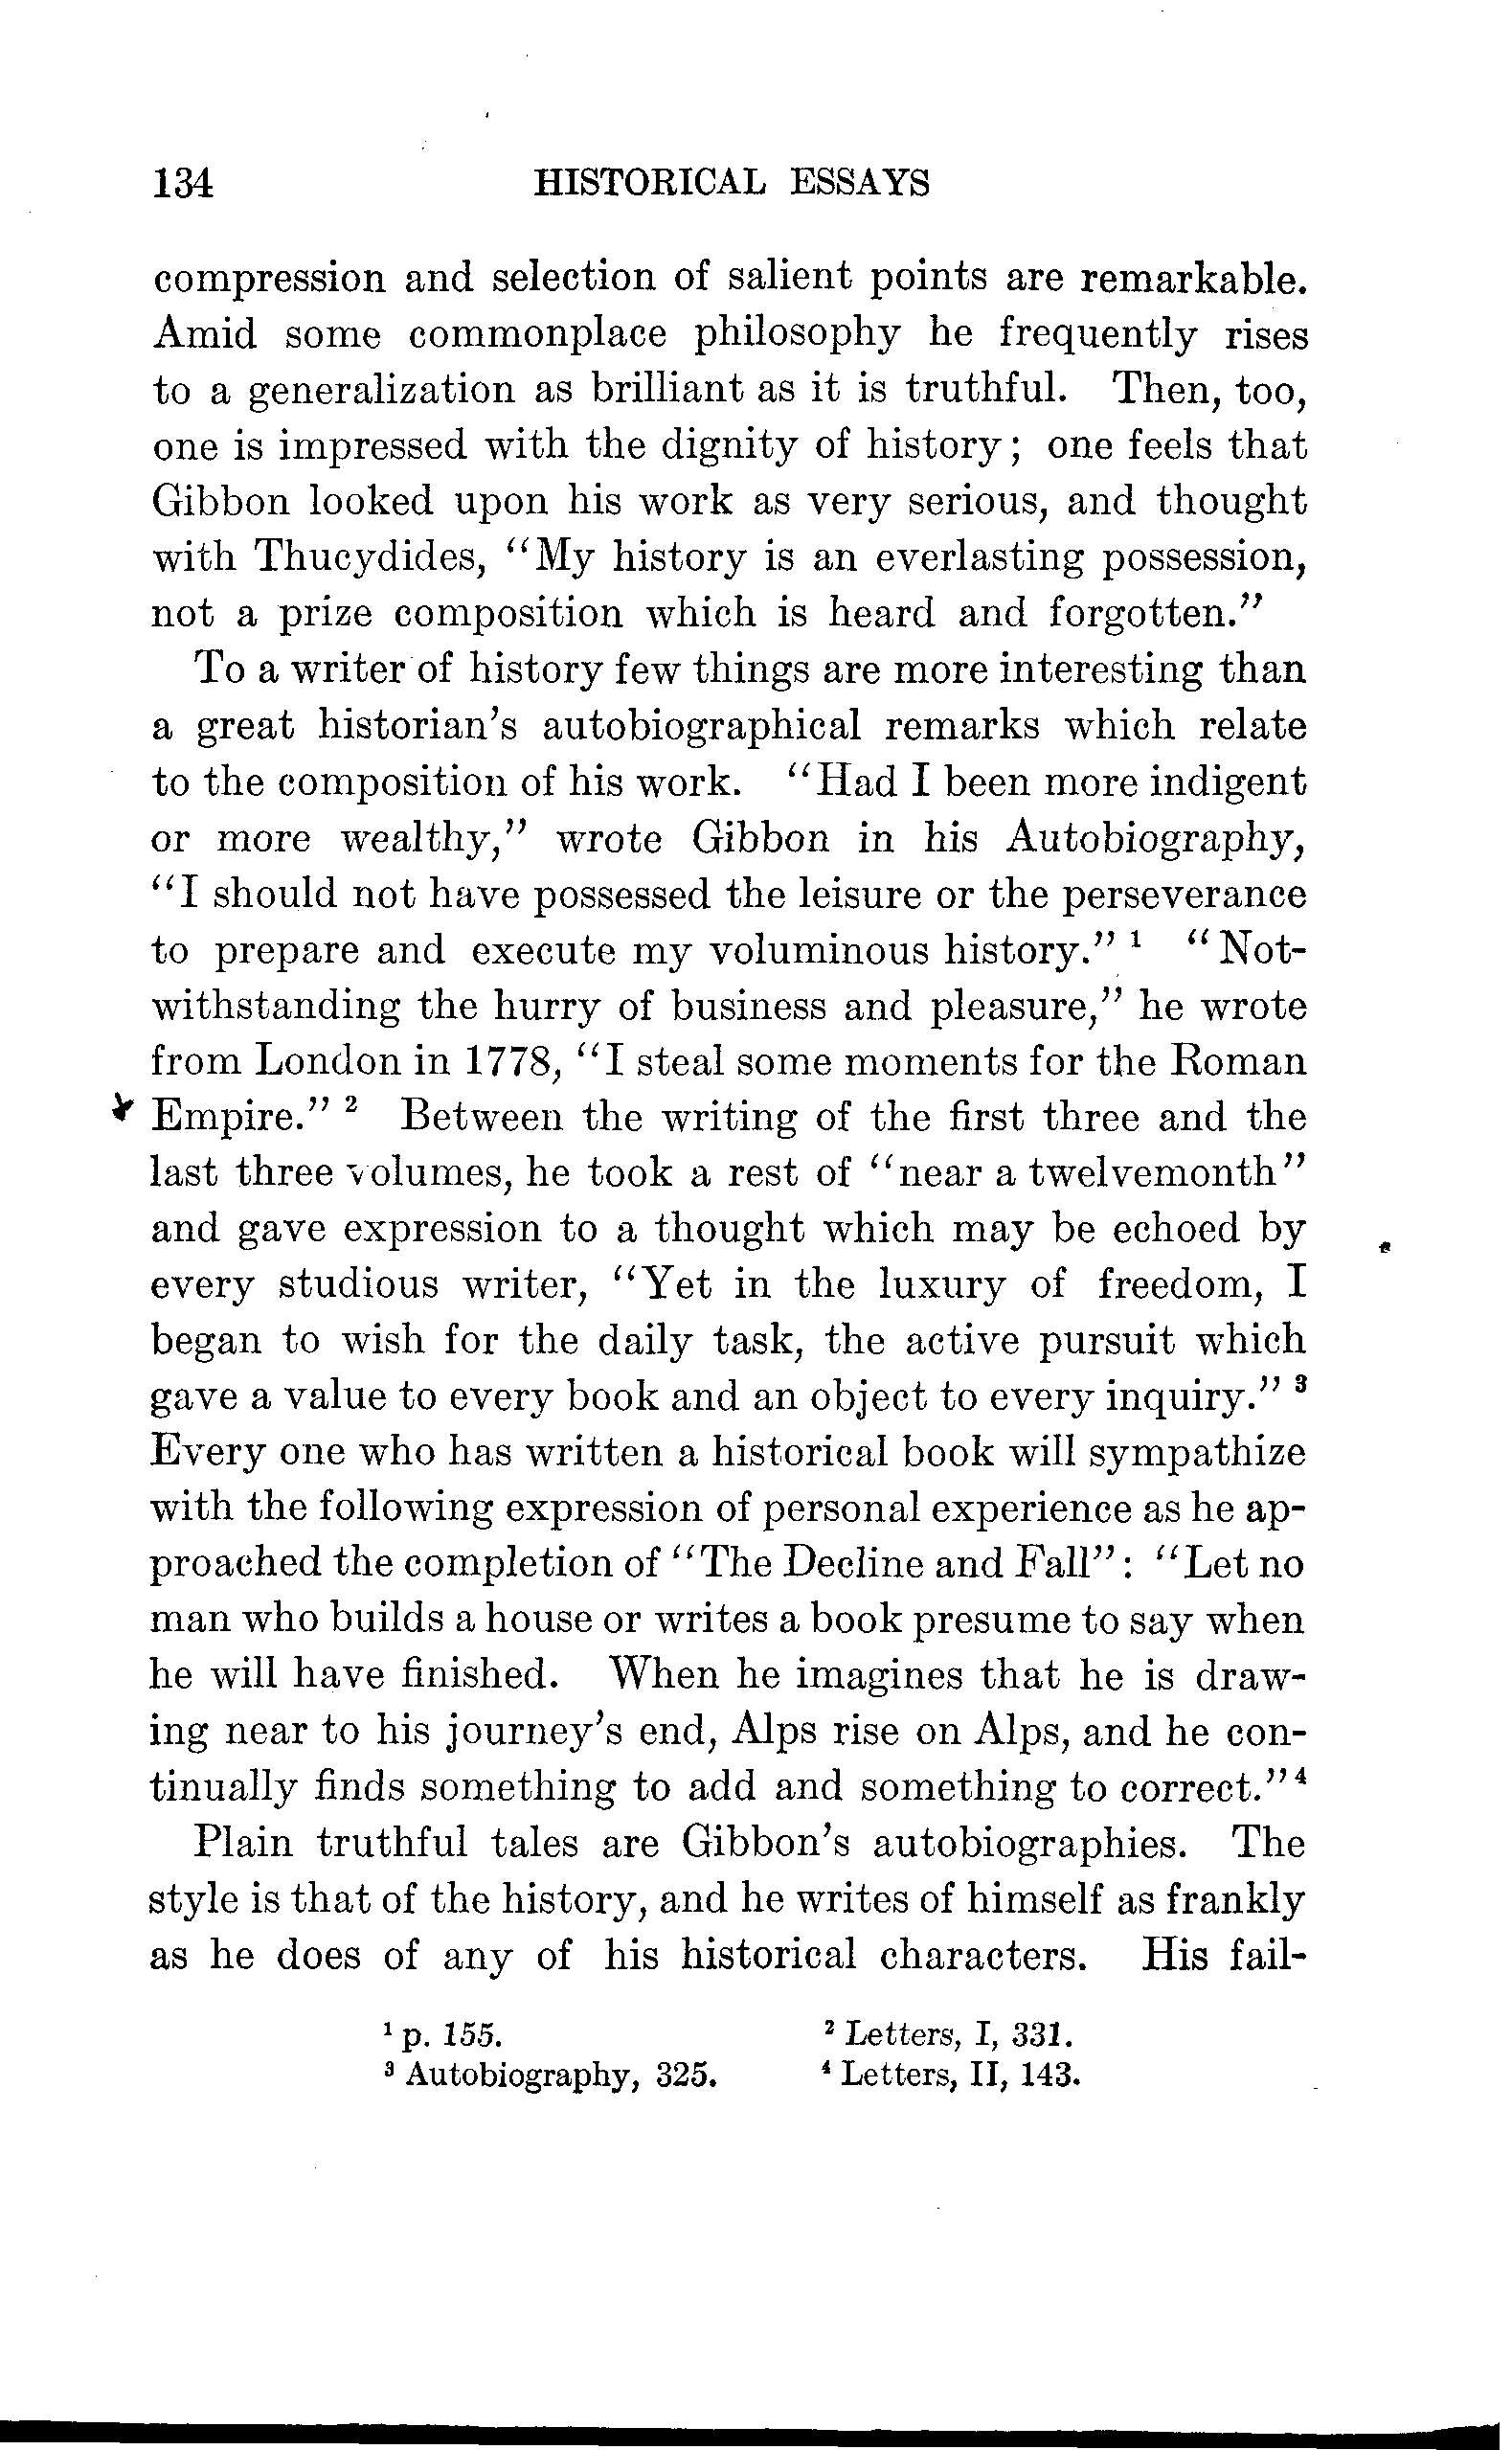 134 HISTORICAL ESSAYS
compression and selection of salient points are remarkable.
Amid some commonplace philosophy he frequently rises
to a generalization as brilliant as it is truthful. Then, too,
one is impressed with the dignity of history; one feels that
Gibbon looked upon his work as very serious, and thought
with Thucydides, “My history is an everlasting possession,
not a prize composition which is heard and forgotten.”
To a writer of history few things are more interesting than
a great historian’s autobiographical remarks which relate
to the composition of his work. “Had I been more indigent
or more wealthy,” wrote Gibbon in his Autobiography,
“I should not have possessed the leisure or the perseverance
to prepare and execute my voluminous history.” ¹ “Not-
withstanding the hurry of business and pleasure,” he wrote
from London in 1778, “I steal some moments for the Roman
Empire.” ² Between the writing of the first three and the
last three volumes, he took a rest of “near a twelvemonth”
and gave expression to a thought which may be echoed by
every studious writer, “Yet in the luxury of freedom, I
began to wish for the daily task, the active pursuit which
gave a value to every book and an object to every inquiry.” ³
Every one who has written a historical book will sympathize
with the following expression of personal experience as he ap-
proached the completion of “The Decline and Fall”: “Let no
man who builds a house or writes a book presume to say when
he will have finished. When he imagines that he is draw-
ing near to his journey’s end, Alps rise on Alps, and he con-
tinually finds something to add and something to correct.” ⁴
Plain truthful tales are Gibbon’s autobiographies. The
style is that of the history, and he writes of himself as frankly
as he does of any of his historical characters. His fail-
¹ p. 155. ² Letters, I, 331.
³ Autobiography, 325. ⁴ Letters, II, 143.